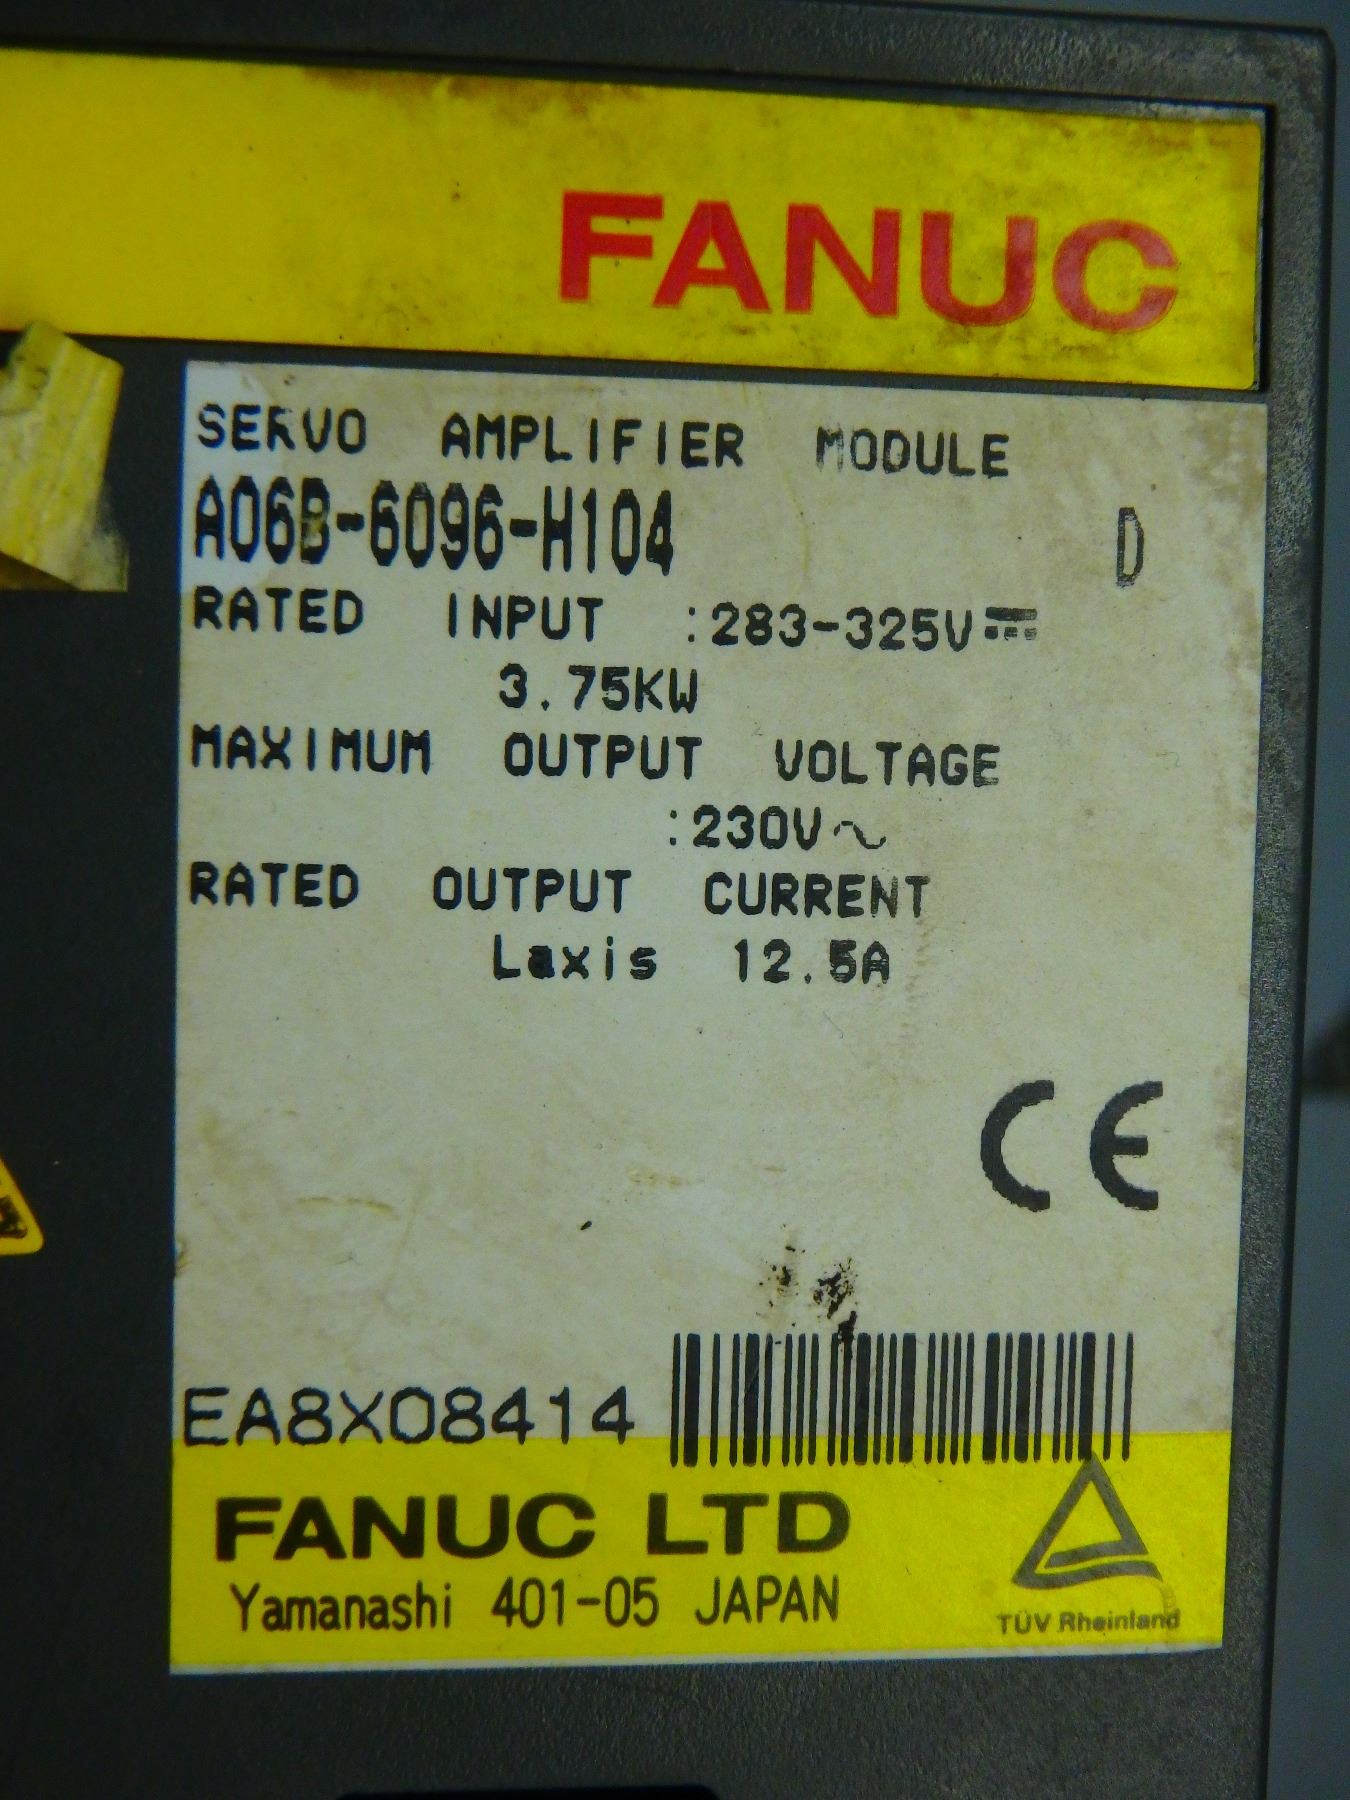 FANUC
SERVO AMPLIFIER MODULE
A06B-6096-H104 D
RATED INPUT :283-325V⎓
3.75KW
MAXIMUM OUTPUT VOLTAGE
:230V~
RATED OUTPUT CURRENT
Laxis 12.5A
CE
EA8X08414
FANUC LTD
Yamanashi 401-05 JAPAN
TÜV Rheinland